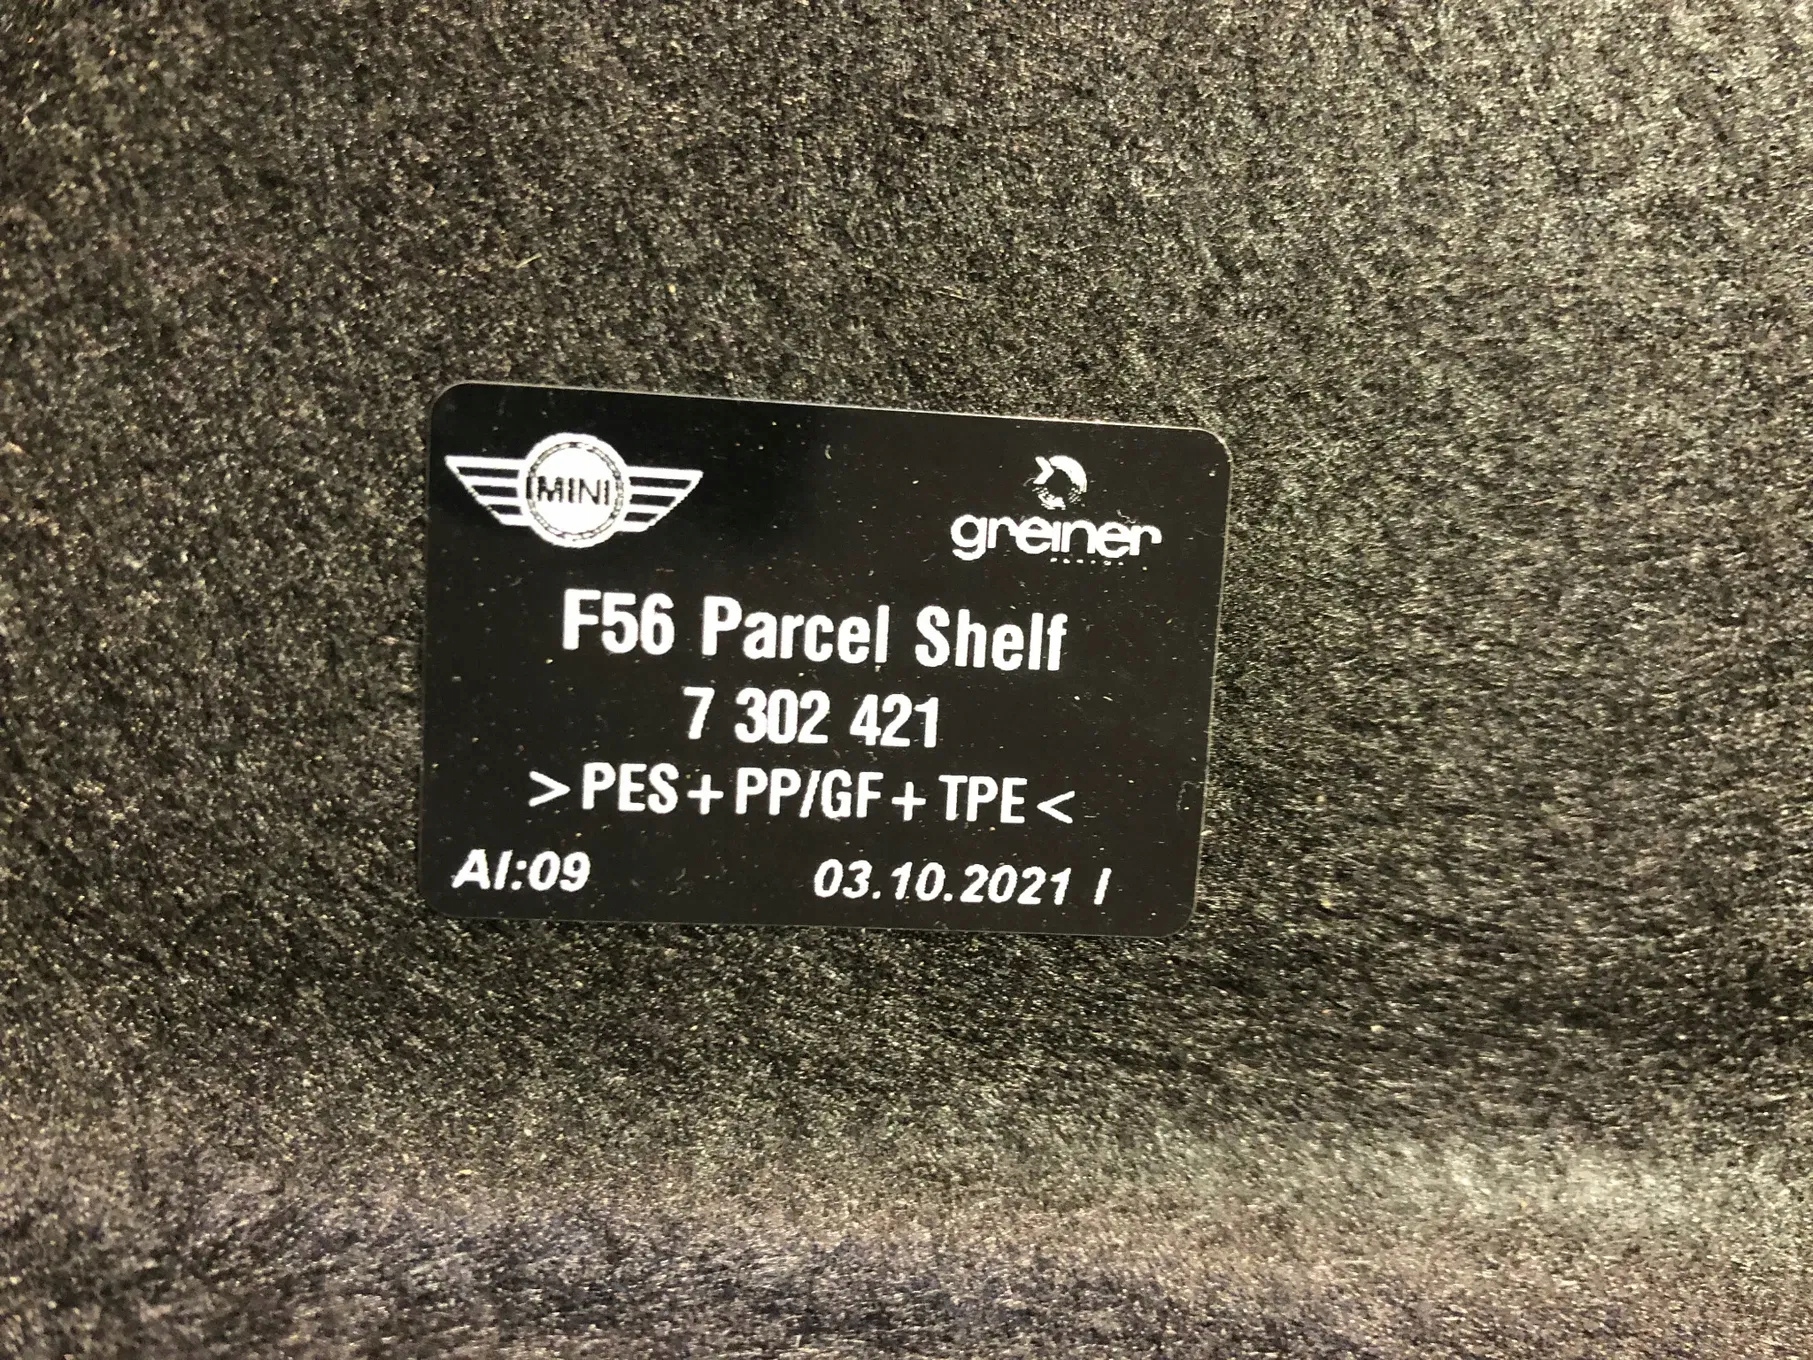 MINI
greiner
F56 Parcel Shelf
7 302 421
>PES+PP/GF+TPE<
AI:09 03.10.2021 I